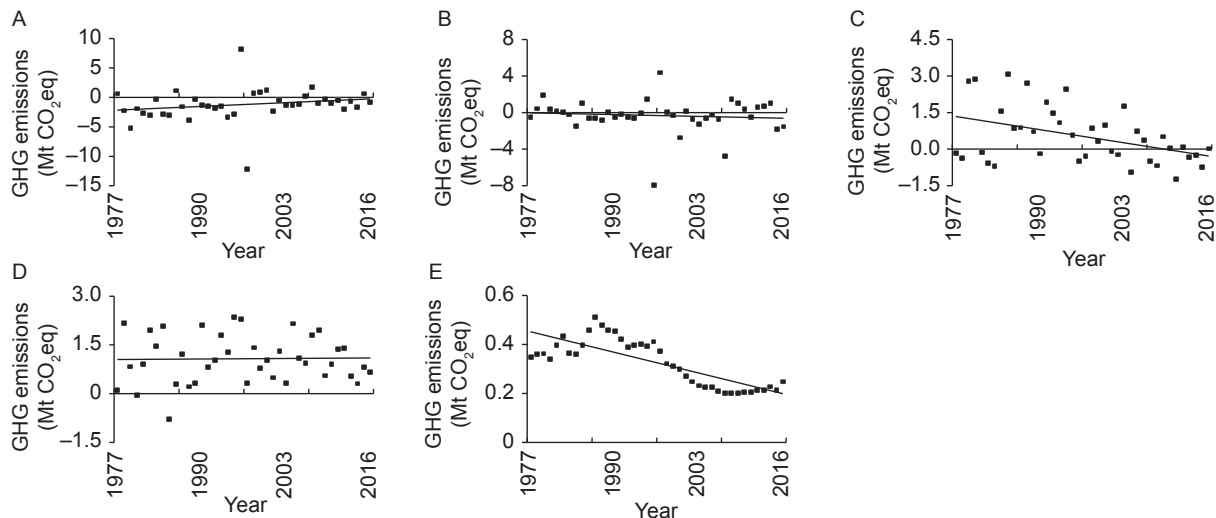 A
GHG emissions
(Mt CO₂eq)
10
5
0
−5
−10
−15
1977
1990
2003
2016
Year
B
GHG emissions
(Mt CO₂eq)
8
4
0
−4
−8
1977
1990
2003
2016
Year
C
GHG emissions
(Mt CO₂eq)
4.5
3.0
1.5
0.0
−1.5
1977
1990
2003
2016
Year
D
GHG emissions
(Mt CO₂eq)
3.0
1.5
0
−1.5
1977
1990
2003
2016
Year
E
GHG emissions
(Mt CO₂eq)
0.6
0.4
0.2
0
1977
1990
2003
2016
Year